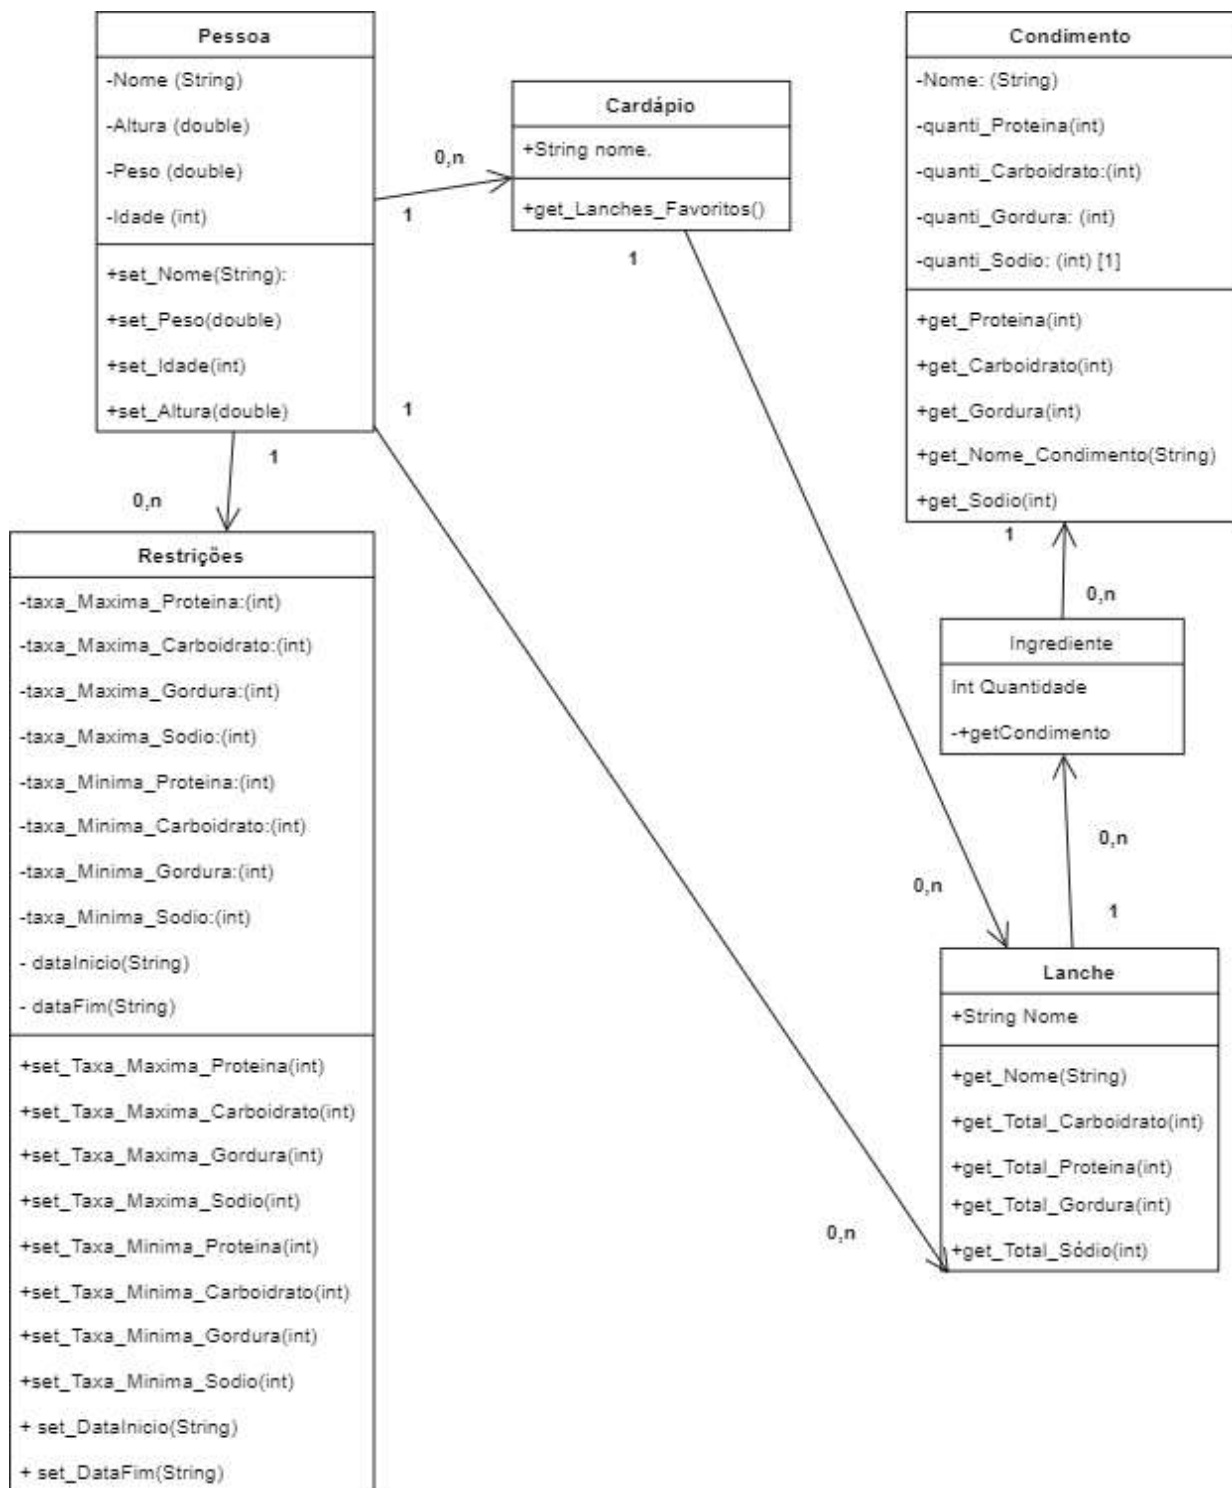 Pessoa
-Nome (String)
-Altura (double)
-Peso (double)
-Idade (int)
+set_Nome(String):
+set_Peso(double)
+set_Idade(int)
+set_Altura(double)
0,n
1
Cardápio
+String nome.
+get_Lanches_Favoritos()
1
Condimento
-Nome: (String)
-quanti_Proteina(int)
-quanti_Carboidrato:(int)
-quanti_Gordura: (int)
-quanti_Sodio: (int) [1]
+get_Proteina(int)
+get_Carboidrato(int)
+get_Gordura(int)
+get_Nome_Condimento(String)
+get_Sodio(int)
1
1
0,n
1
0,n
Restrições
-taxa_Maxima_Proteina:(int)
-taxa_Maxima_Carboidrato:(int)
-taxa_Maxima_Gordura:(int)
-taxa_Maxima_Sodio:(int)
-taxa_Minima_Proteina:(int)
-taxa_Minima_Carboidrato:(int)
-taxa_Minima_Gordura:(int)
-taxa_Minima_Sodio:(int)
- dataInicio(String)
- dataFim(String)
+set_Taxa_Maxima_Proteina(int)
+set_Taxa_Maxima_Carboidrato(int)
+set_Taxa_Maxima_Gordura(int)
+set_Taxa_Maxima_Sodio(int)
+set_Taxa_Minima_Proteina(int)
+set_Taxa_Minima_Carboidrato(int)
+set_Taxa_Minima_Gordura(int)
+set_Taxa_Minima_Sodio(int)
+ set_DataInicio(String)
+ set_DataFim(String)
Ingrediente
Int Quantidade
-+getCondimento
0,n
0,n
1
Lanche
+String Nome
+get_Nome(String)
+get_Total_Carboidrato(int)
+get_Total_Proteina(int)
+get_Total_Gordura(int)
+get_Total_Sódio(int)
0,n